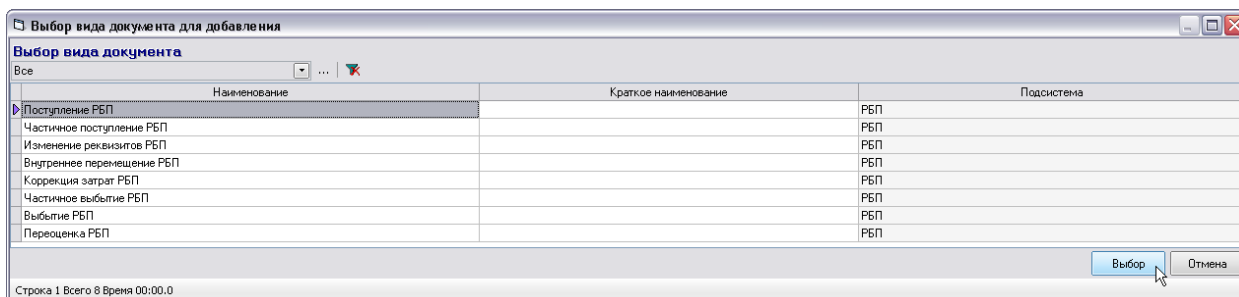 Выбор вида документа для добавления
Выбор вида документа
Все ...
Наименование Краткое наименование Подсистема
Поступление РБП РБП
Частичное поступление РБП РБП
Изменение реквизитов РБП РБП
Внутреннее перемещение РБП РБП
Коррекция затрат РБП РБП
Частичное выбытие РБП РБП
Выбытие РБП РБП
Переоценка РБП РБП
Выбор Отмена
Строка 1 Всего 8 Время 00:00.0